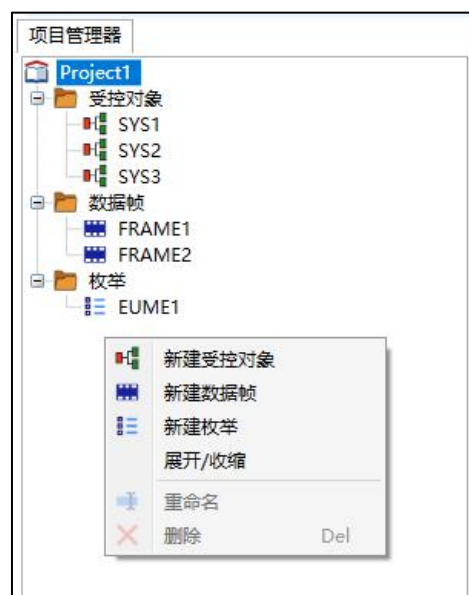 项目管理器
Project1
受控对象
SYS1
SYS2
SYS3
数据帧
FRAME1
FRAME2
枚举
EUME1
新建受控对象
新建数据帧
新建枚举
展开/收缩
重命名
删除 Del